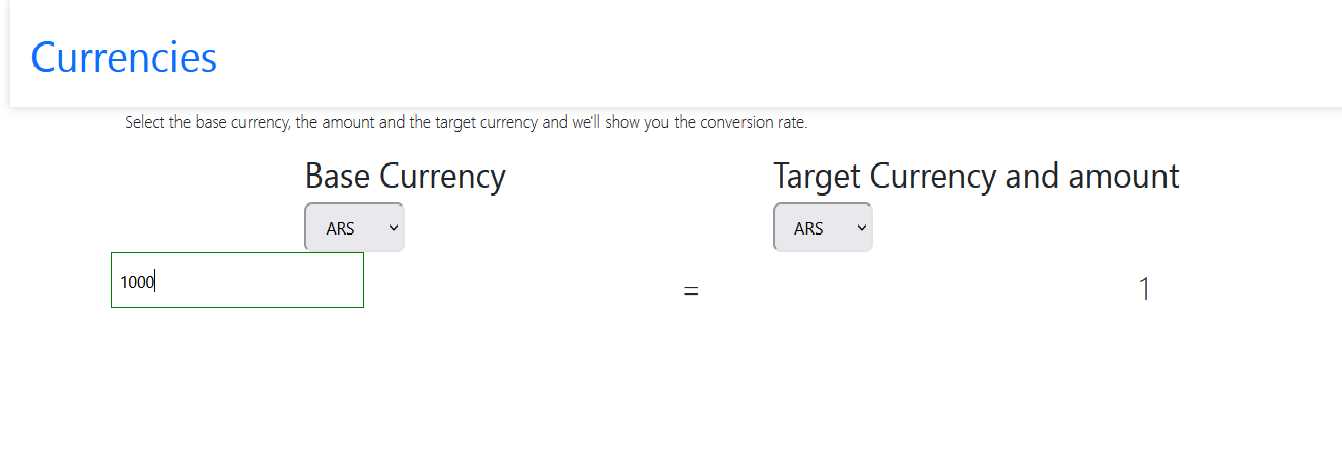 Currencies
Select the base currency, the amount and the target currency and we'll show you the conversion rate.
Base Currency
Target Currency and amount
ARS
ARS
1000
=
1